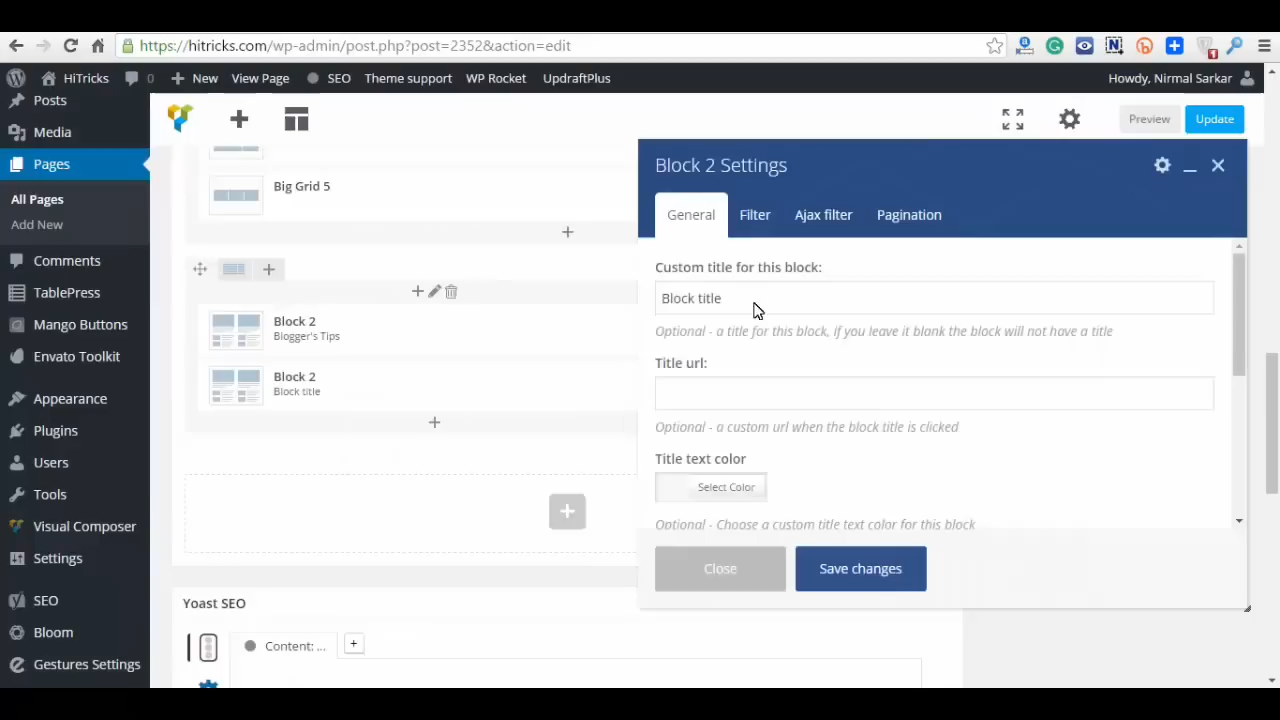 https://hitricks.com/wp-admin/post.php?post=2352&action=edit
HiTricks 0 New View Page SEO Theme support WP Rocket UpdraftPlus Howdy, Nirmal Sarkar
Posts
Media
Pages
All Pages
Add New
Comments
TablePress
Mango Buttons
Envato Toolkit
Appearance
Plugins
Users
Tools
Visual Composer
Settings
SEO
Bloom
Gestures Settings
Preview Update
Big Grid 5
Block 2
Blogger's Tips
Block 2
Block title
Block 2 Settings
General Filter Ajax filter Pagination
Custom title for this block:
Block title
Optional - a title for this block, if you leave it blank the block will not have a title
Title url:
Optional - a custom url when the block title is clicked
Title text color
Select Color
Optional - Choose a custom title text color for this block
Close Save changes
Yoast SEO
Content: ... +